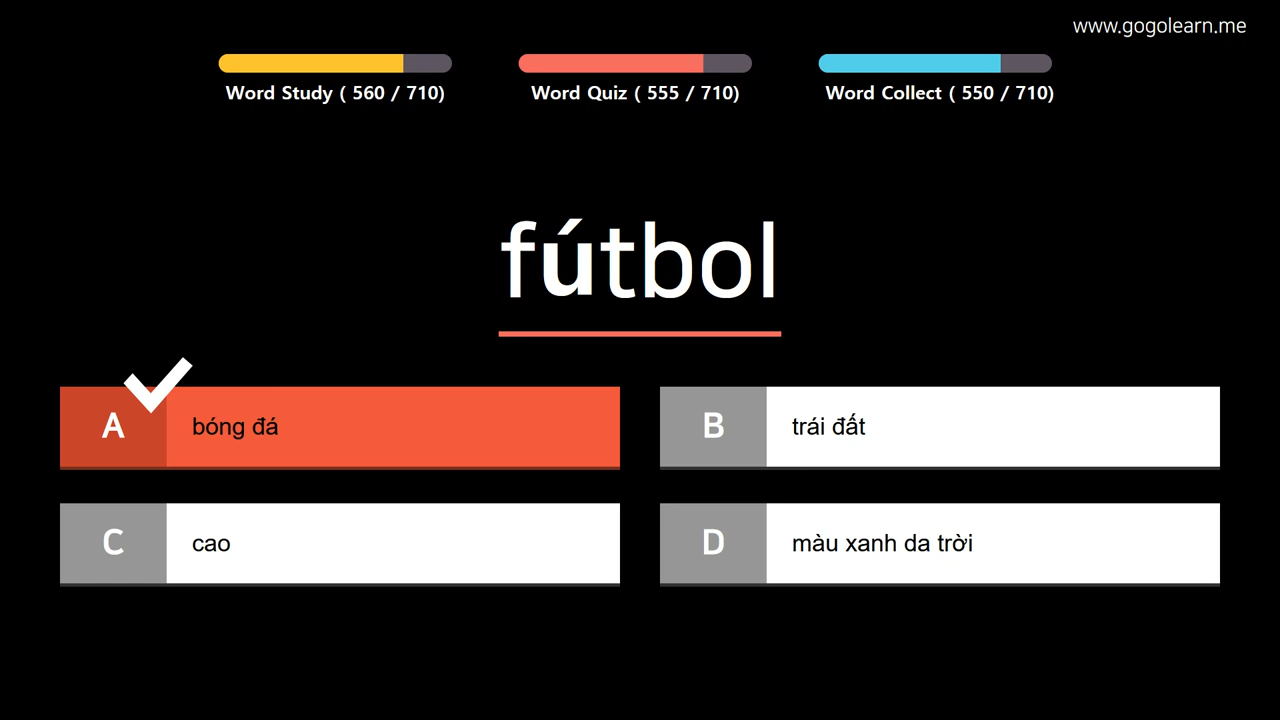 www.gogolearn.me
Word Study ( 560 / 710)
Word Quiz ( 555 / 710)
Word Collect ( 550 / 710)
fútbol
A bóng đá
B trái đất
C cao
D màu xanh da trời